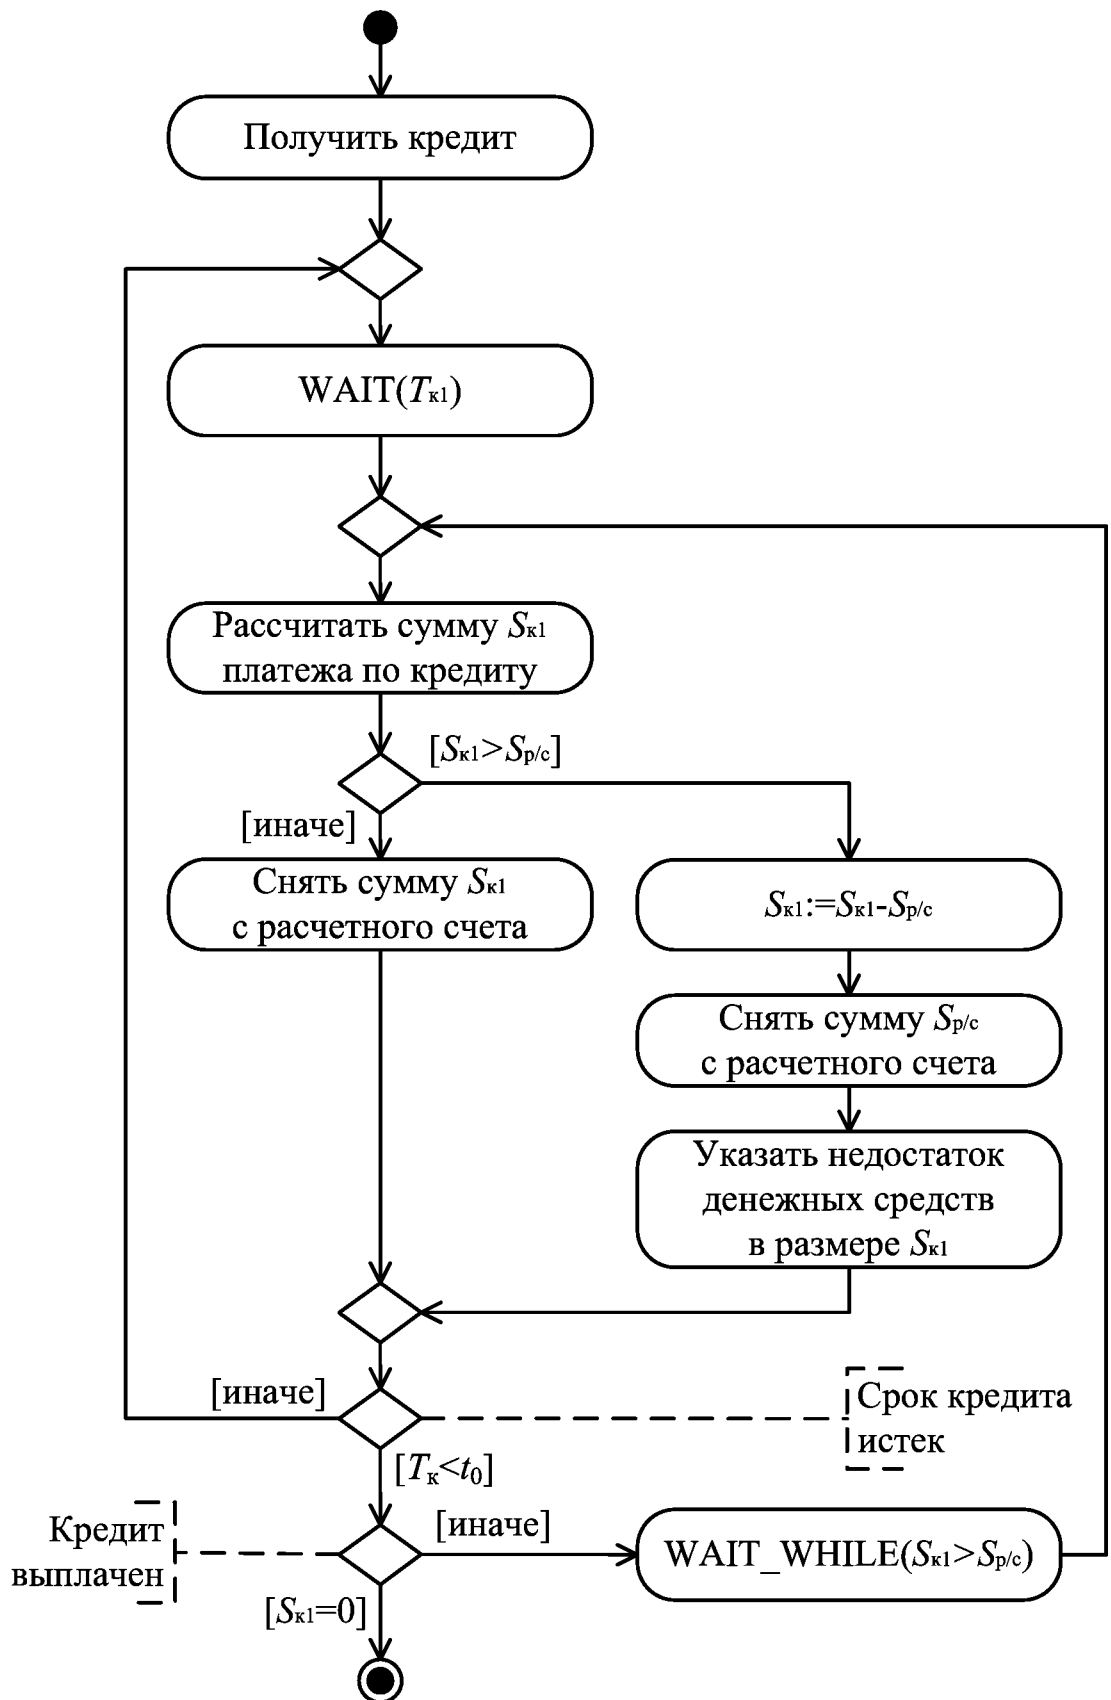 Получить кредит
WAIT(Tк1)
Рассчитать сумму Sк1
платежа по кредиту
[Sк1>Sр/с]
[иначе]
Снять сумму Sк1
с расчетного счета
Sк1:=Sк1-Sр/с
Снять сумму Sр/с
с расчетного счета
Указать недостаток
денежных средств
в размере Sк1
[иначе]
Срок кредита
истек
[Tк<t0]
Кредит
выплачен
[иначе]
WAIT_WHILE(Sк1>Sр/с)
[Sк1=0]